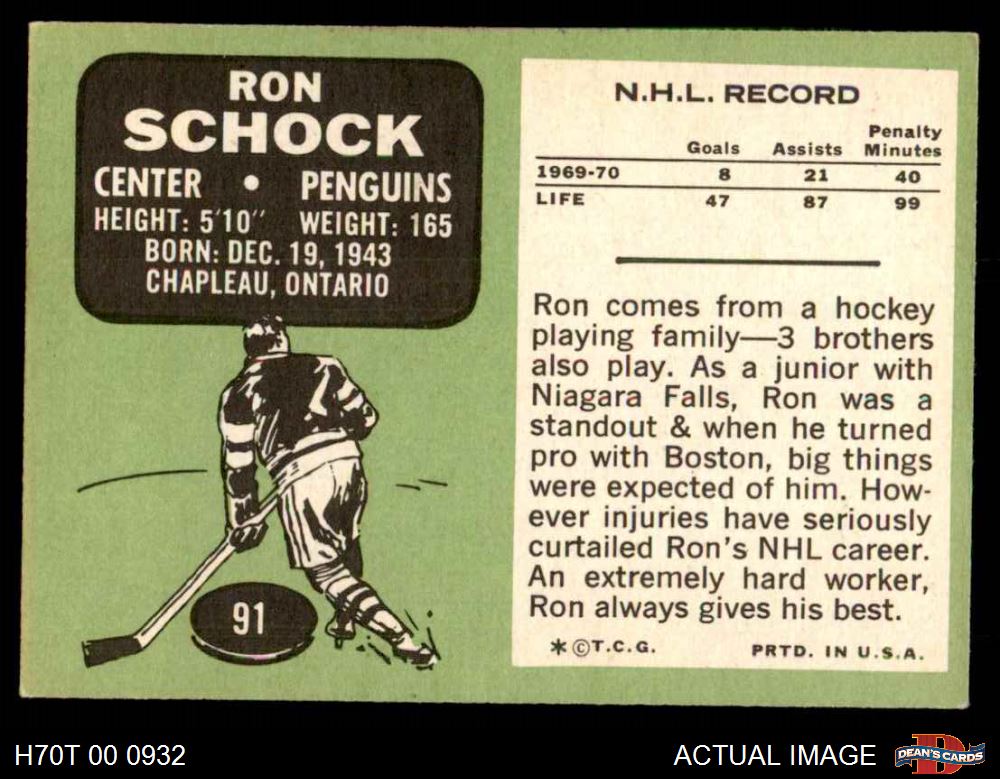 RON
SCHOCK
CENTER • PENGUINS
HEIGHT: 5'10" WEIGHT: 165
BORN: DEC. 19, 1943
CHAPLEAU, ONTARIO
91
N.H.L. RECORD
Goals Assists Penalty Minutes
1969-70 8 21 40
LIFE 47 87 99
Ron comes from a hockey
playing family—3 brothers
also play. As a junior with
Niagara Falls, Ron was a
standout & when he turned
pro with Boston, big things
were expected of him. How-
ever injuries have seriously
curtailed Ron's NHL career.
An extremely hard worker,
Ron always gives his best.
*©T.C.G. PRTD. IN U.S.A.
H70T 00 0932 ACTUAL IMAGE D DEAN'S CARDS